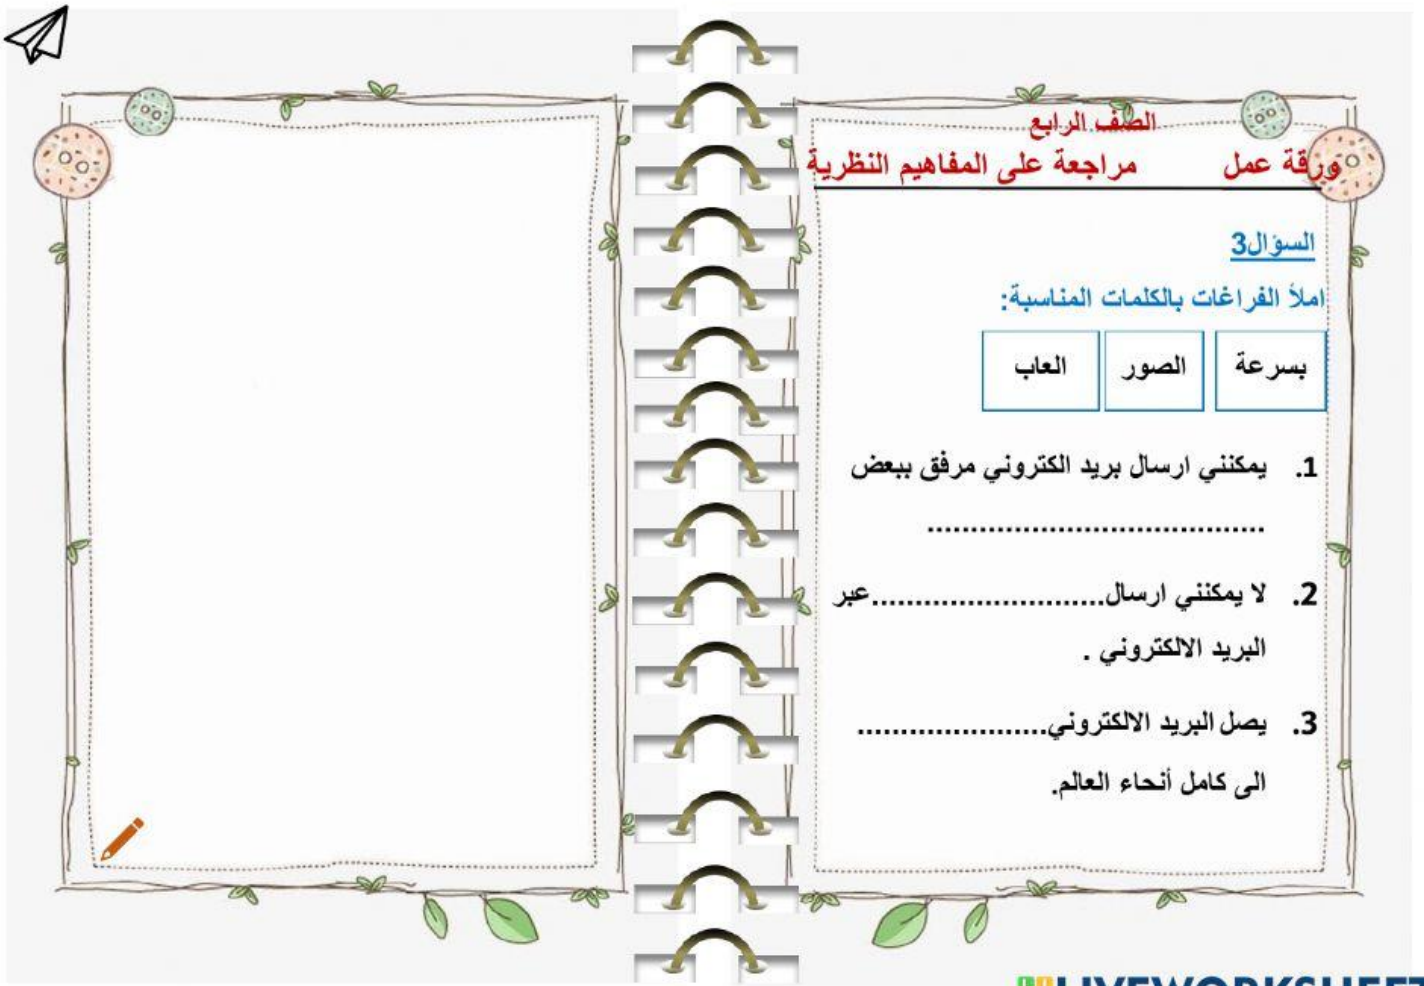 الصف الرابع
ورقة عمل مراجعة على المفاهيم النظرية
السؤال3
املأ الفراغات بالكلمات المناسبة:
بسرعة الصور العاب
1. يمكنني ارسال بريد الكتروني مرفق ببعض
.......................................
2. لا يمكنني ارسال...........................عبر
البريد الالكتروني .
3. يصل البريد الالكتروني......................
الى كامل أنحاء العالم.